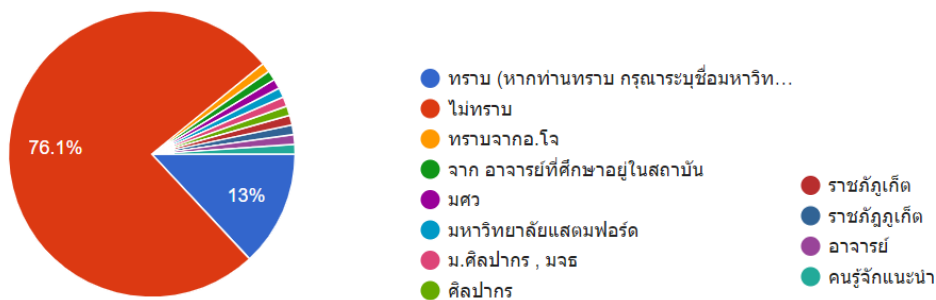 76.1%
13%
ทราบ (หากท่านทราบ กรุณาระบุชื่อมหาวิท...
ไม่ทราบ
ทราบจากอ.โจ
จาก อาจารย์ที่ศึกษาอยู่ในสถาบัน
มศว
มหาวิทยาลัยแสตมฟอร์ด
ม.ศิลปากร , มจธ
ศิลปากร
ราชภัภูเก็ต
ราชภัฏภูเก็ต
อาจารย์
คนรู้จักแนะนำ